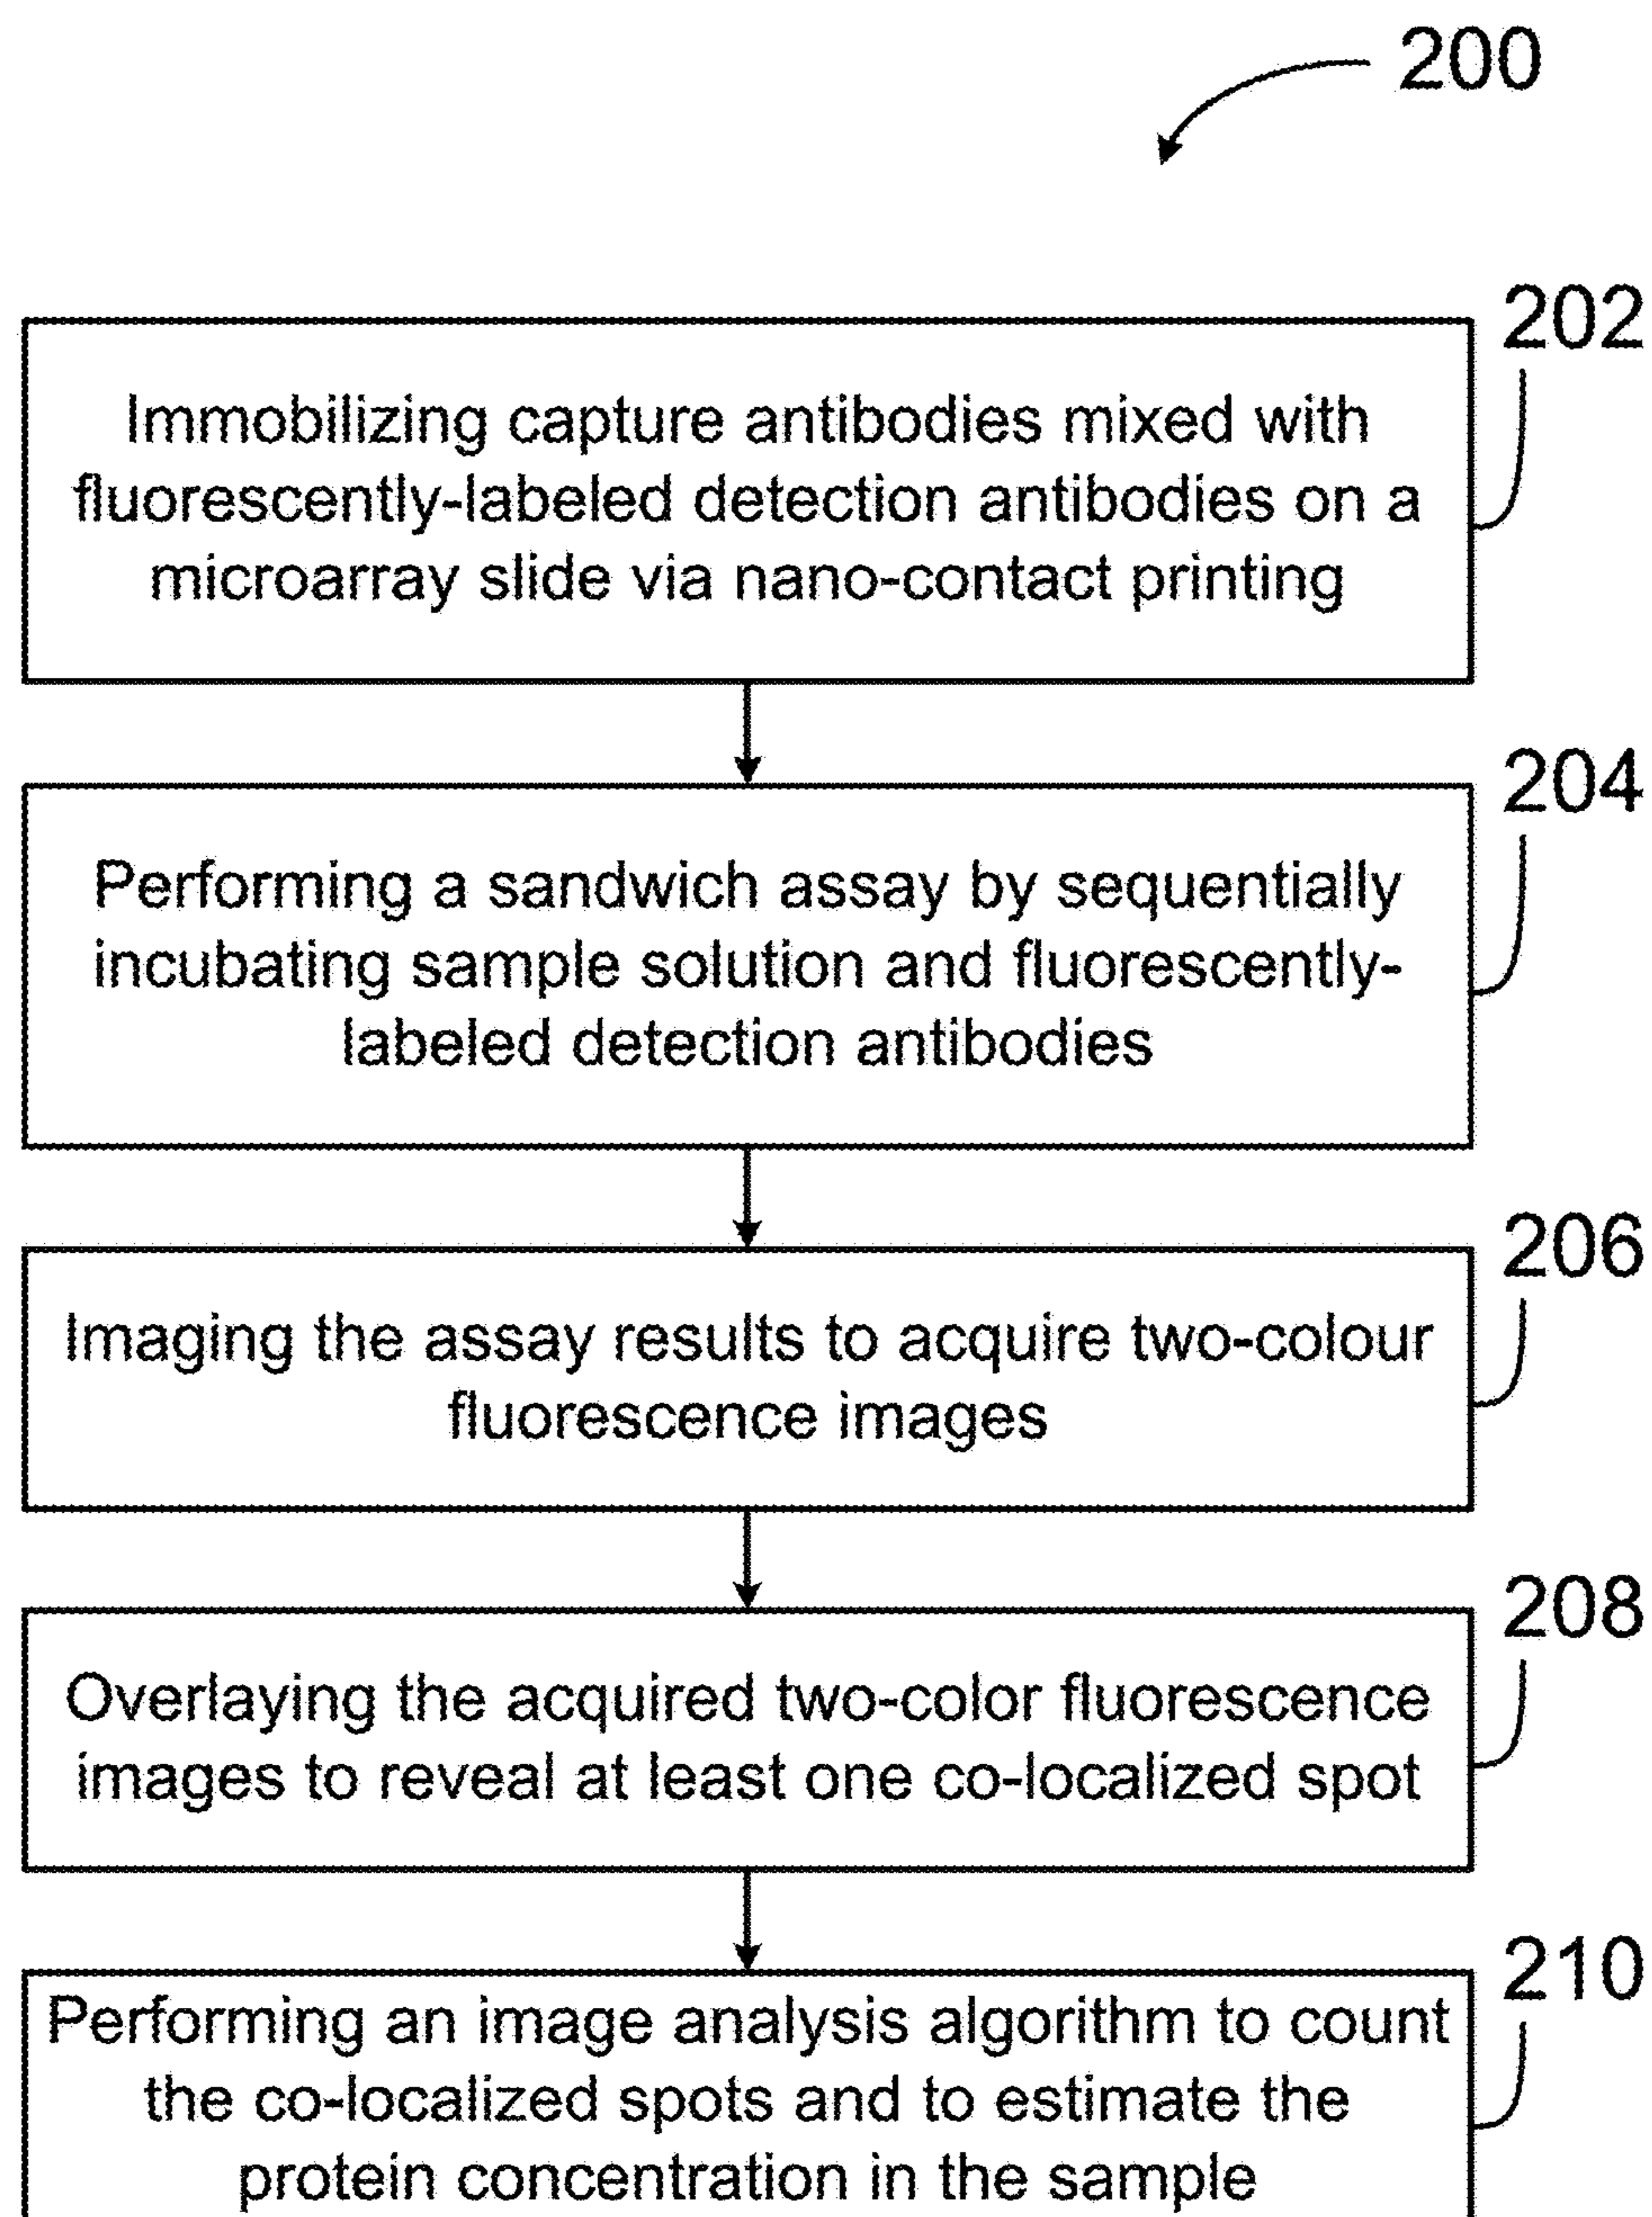 200
202
Immobilizing capture antibodies mixed with
fluorescently-labeled detection antibodies on a
microarray slide via nano-contact printing
204
Performing a sandwich assay by sequentially
incubating sample solution and fluorescently-
labeled detection antibodies
206
Imaging the assay results to acquire two-colour
fluorescence images
208
Overlaying the acquired two-color fluorescence
images to reveal at least one co-localized spot
210
Performing an image analysis algorithm to count
the co-localized spots and to estimate the
protein concentration in the sample